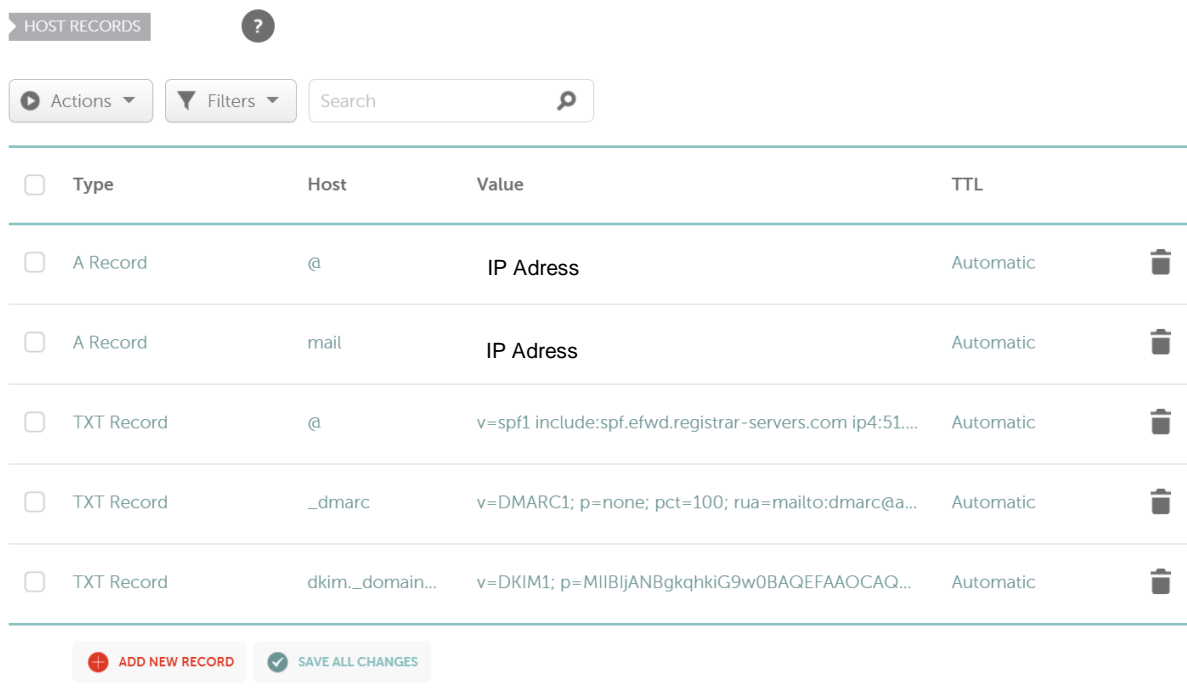 HOST RECORDS ?
Actions Filters Search
Type Host Value TTL
A Record @ IP Adress Automatic
A Record mail IP Adress Automatic
TXT Record @ v=spf1 include:spf.efwd.registrar-servers.com ip4:51.... Automatic
TXT Record _dmarc v=DMARC1; p=none; pct=100; rua=mailto:dmarc@a... Automatic
TXT Record dkim._domain... v=DKIM1; p=MIIBIjANBgkqhkiG9w0BAQEFAAOCAQ... Automatic
ADD NEW RECORD SAVE ALL CHANGES